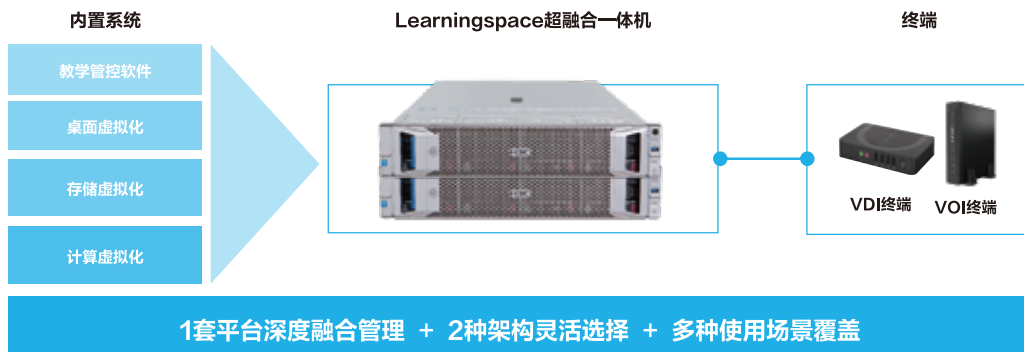 内置系统
Learningspace超融合一体机
终端
教学管控软件
桌面虚拟化
存储虚拟化
计算虚拟化
VDI终端
VOI终端
1套平台深度融合管理 + 2种架构灵活选择 + 多种使用场景覆盖